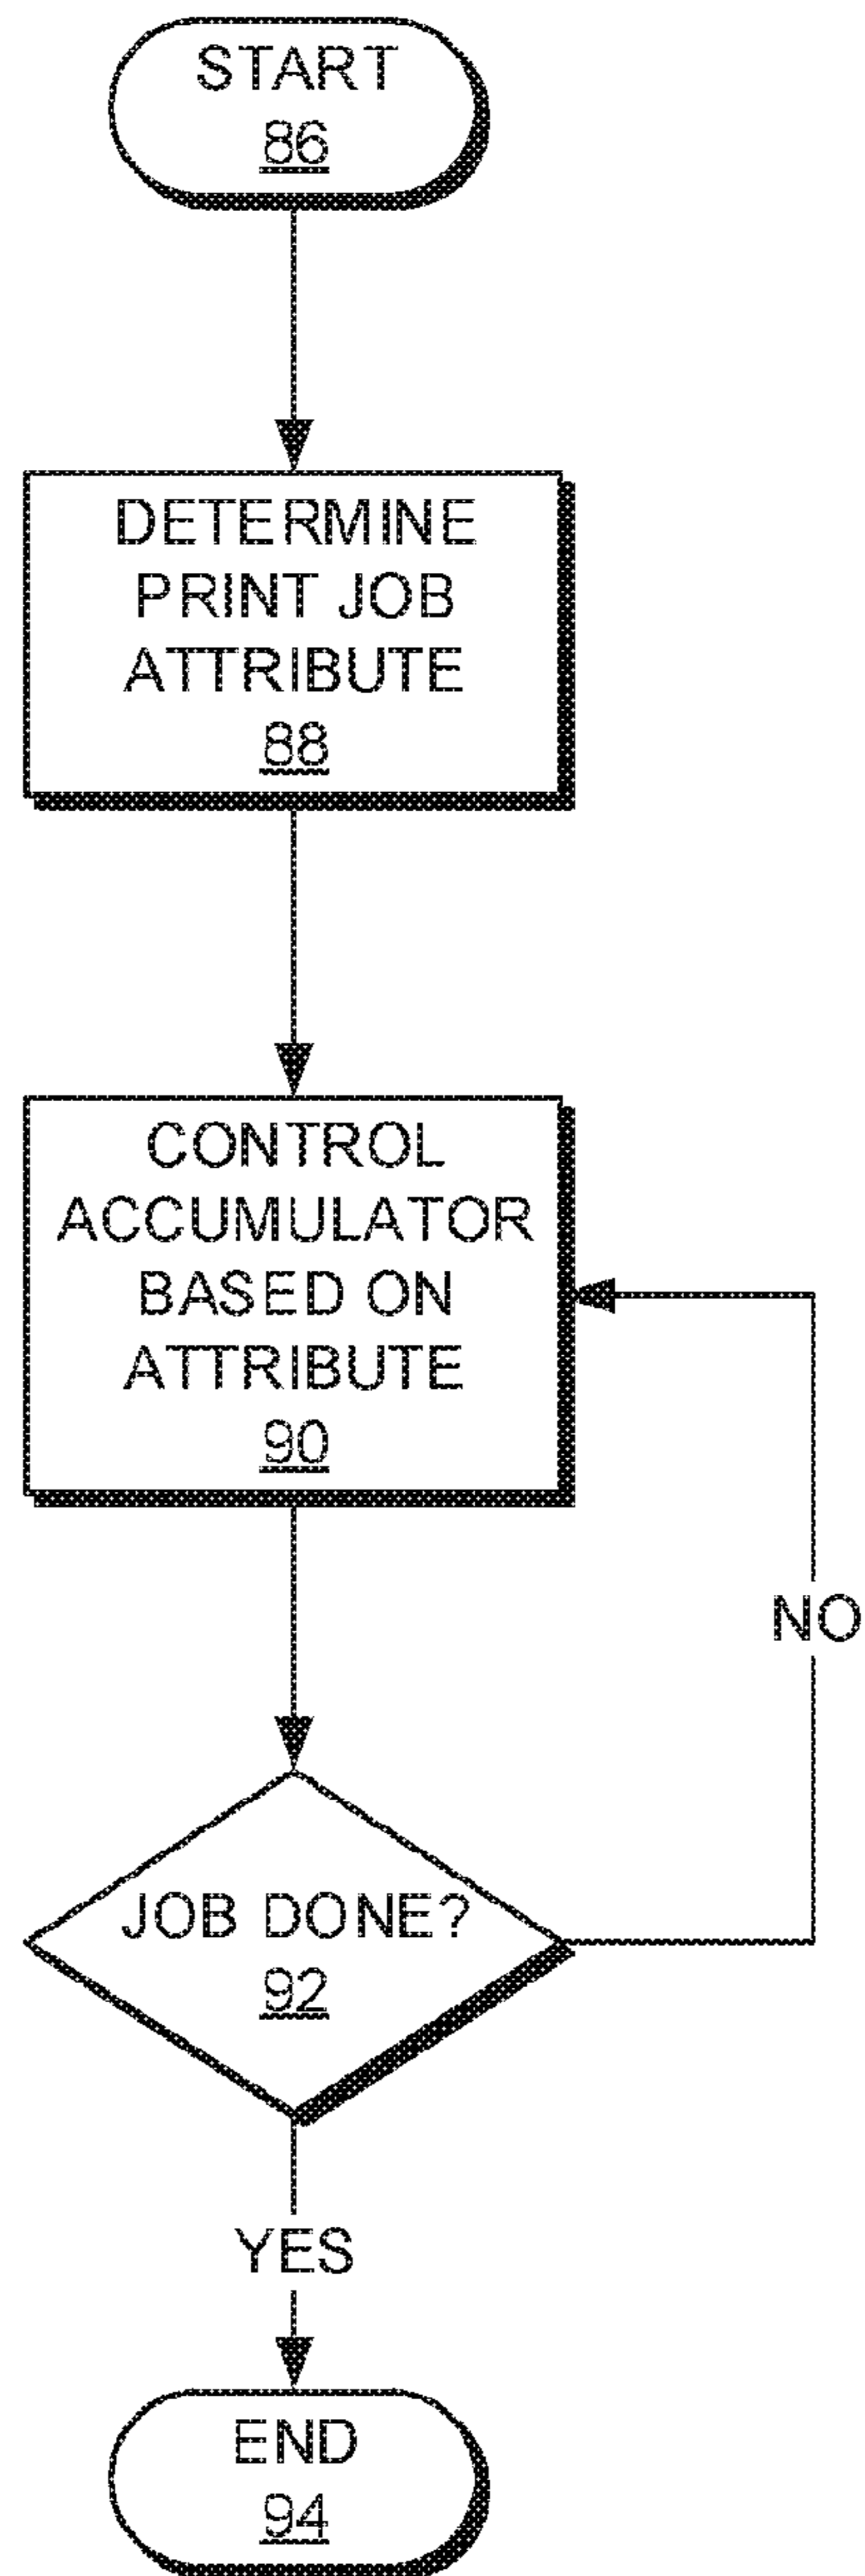 START
86
DETERMINE
PRINT JOB
ATTRIBUTE
88
CONTROL
ACCUMULATOR
BASED ON
ATTRIBUTE
90
NO
JOB DONE?
92
YES
END
94